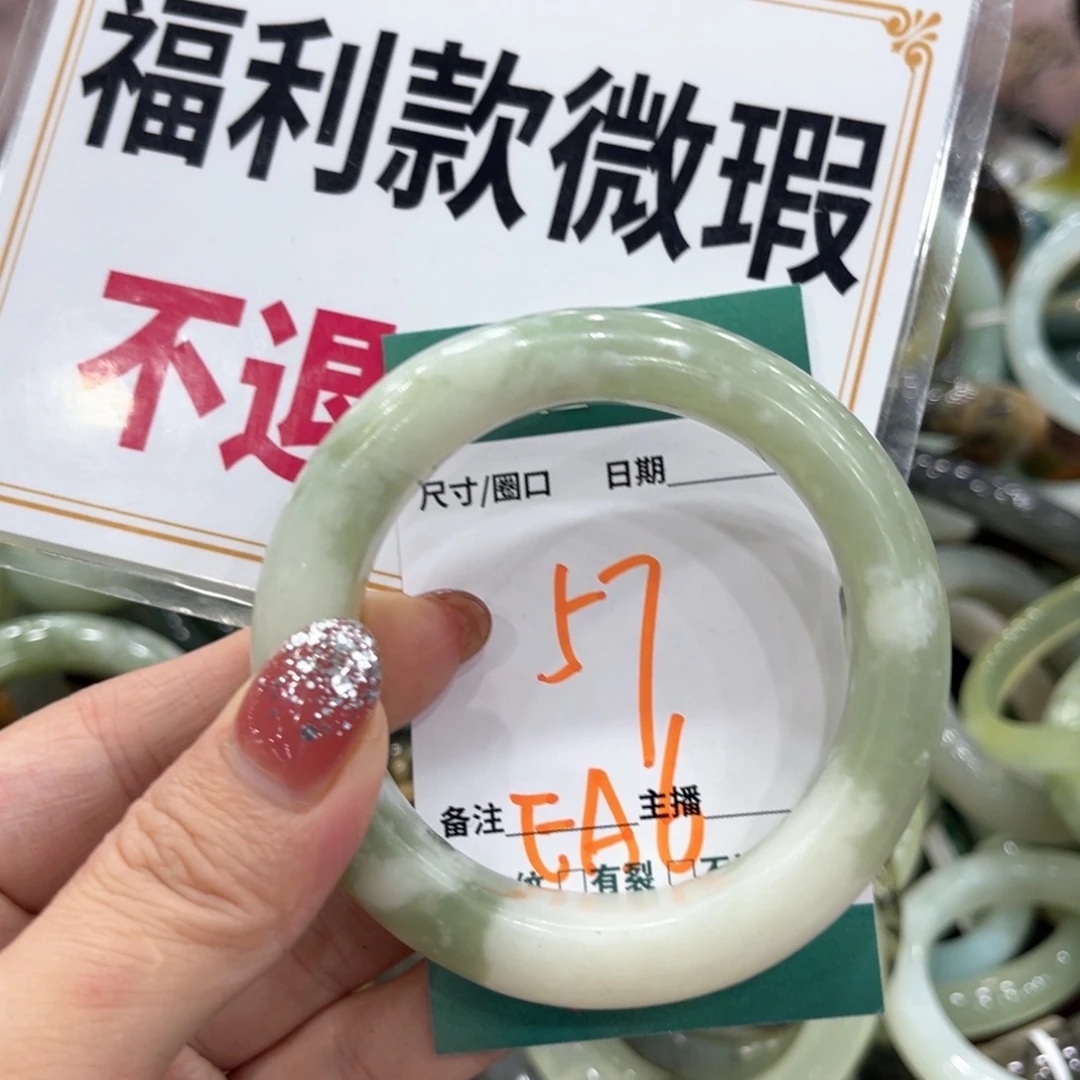 福利款微瑕
不退
尺寸/圈口 日期
57
备注 EA6 主播
有裂